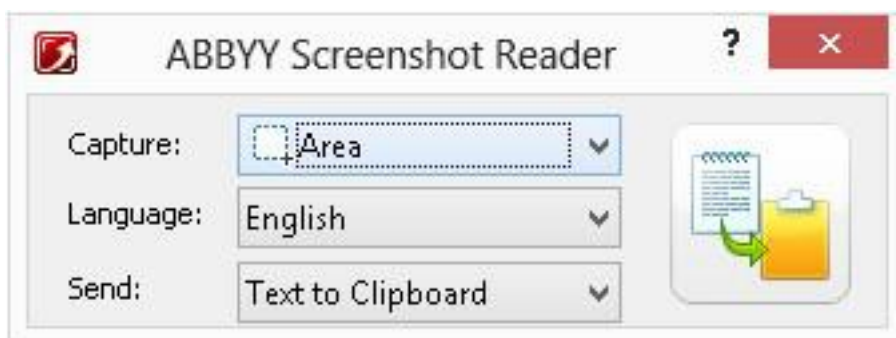 ABBYY Screenshot Reader ?
Capture: Area
Language: English
Send: Text to Clipboard